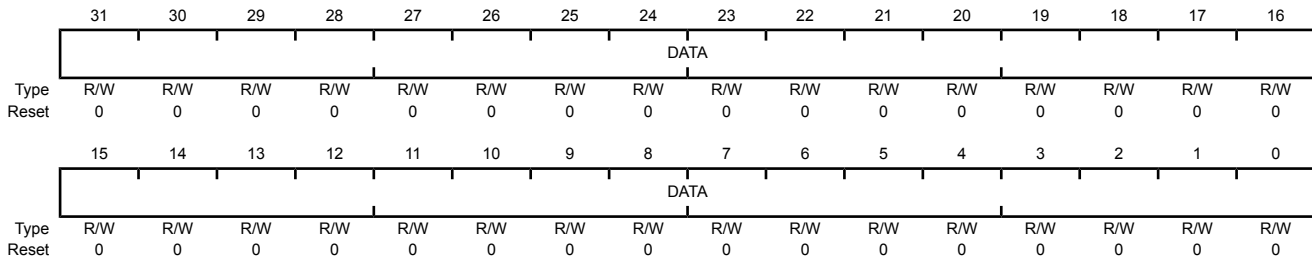 31 30 29 28 27 26 25 24 23 22 21 20 19 18 17 16
DATA
Type R/W R/W R/W R/W R/W R/W R/W R/W R/W R/W R/W R/W R/W R/W R/W R/W
Reset 0 0 0 0 0 0 0 0 0 0 0 0 0 0 0 0
15 14 13 12 11 10 9 8 7 6 5 4 3 2 1 0
DATA
Type R/W R/W R/W R/W R/W R/W R/W R/W R/W R/W R/W R/W R/W R/W R/W R/W
Reset 0 0 0 0 0 0 0 0 0 0 0 0 0 0 0 0